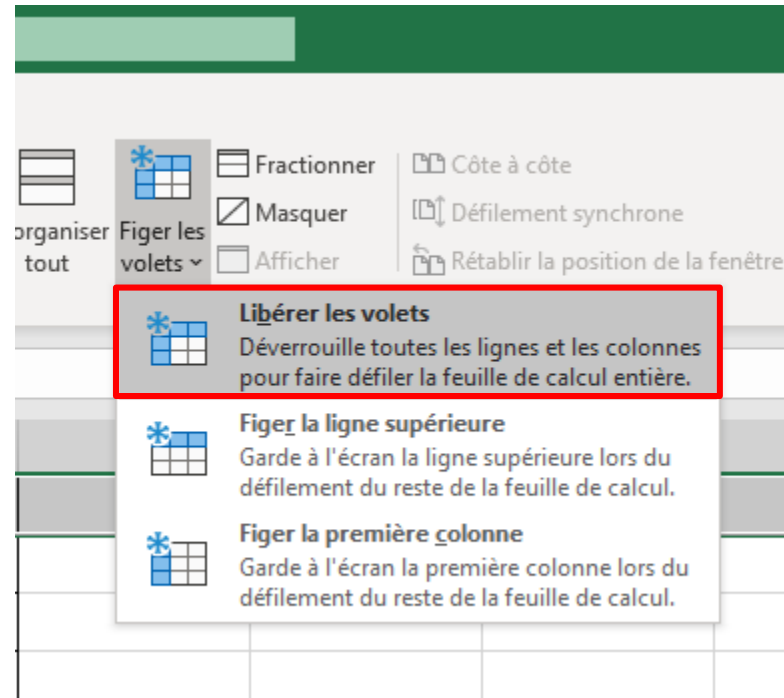 Fractionner
Côte à côte
Masquer
Défilement synchrone
organiser
tout
Figer les
volets
Afficher
Rétablir la position de la fenêtre
Libérer les volets
Déverrouille toutes les lignes et les colonnes
pour faire défiler la feuille de calcul entière.
Figer la ligne supérieure
Garde à l'écran la ligne supérieure lors du
défilement du reste de la feuille de calcul.
Figer la première colonne
Garde à l'écran la première colonne lors du
défilement du reste de la feuille de calcul.